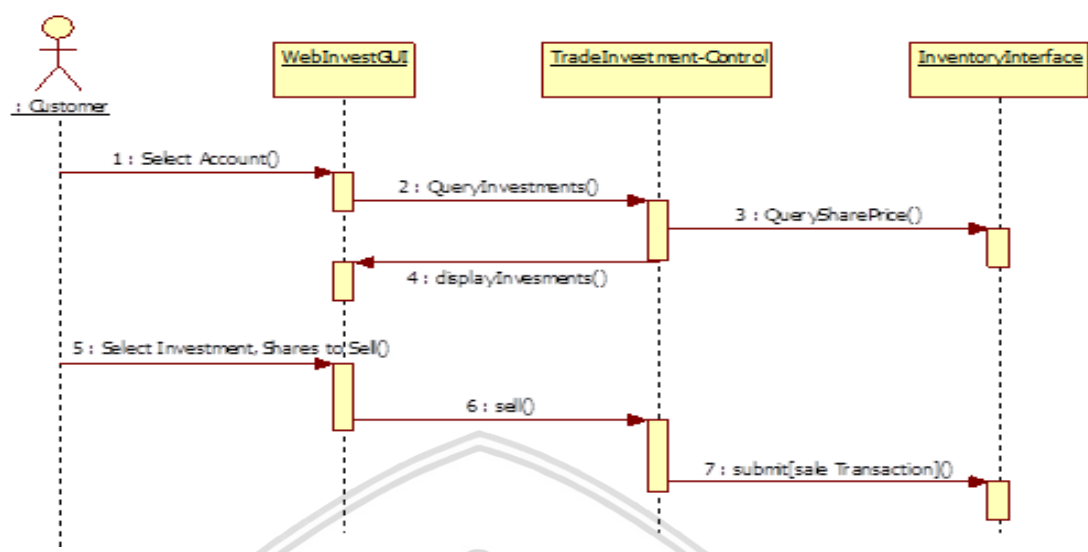 WebInvestGUI
TradeInvestment-Control
InventoryInterface
: Customer
1 : Select Account()
2 : QueryInvestments()
3 : QuerySharePrice()
4 : displayInvesments()
5 : Select Investment, Shares to Sell()
6 : sell()
7 : submit[sale Transaction]()